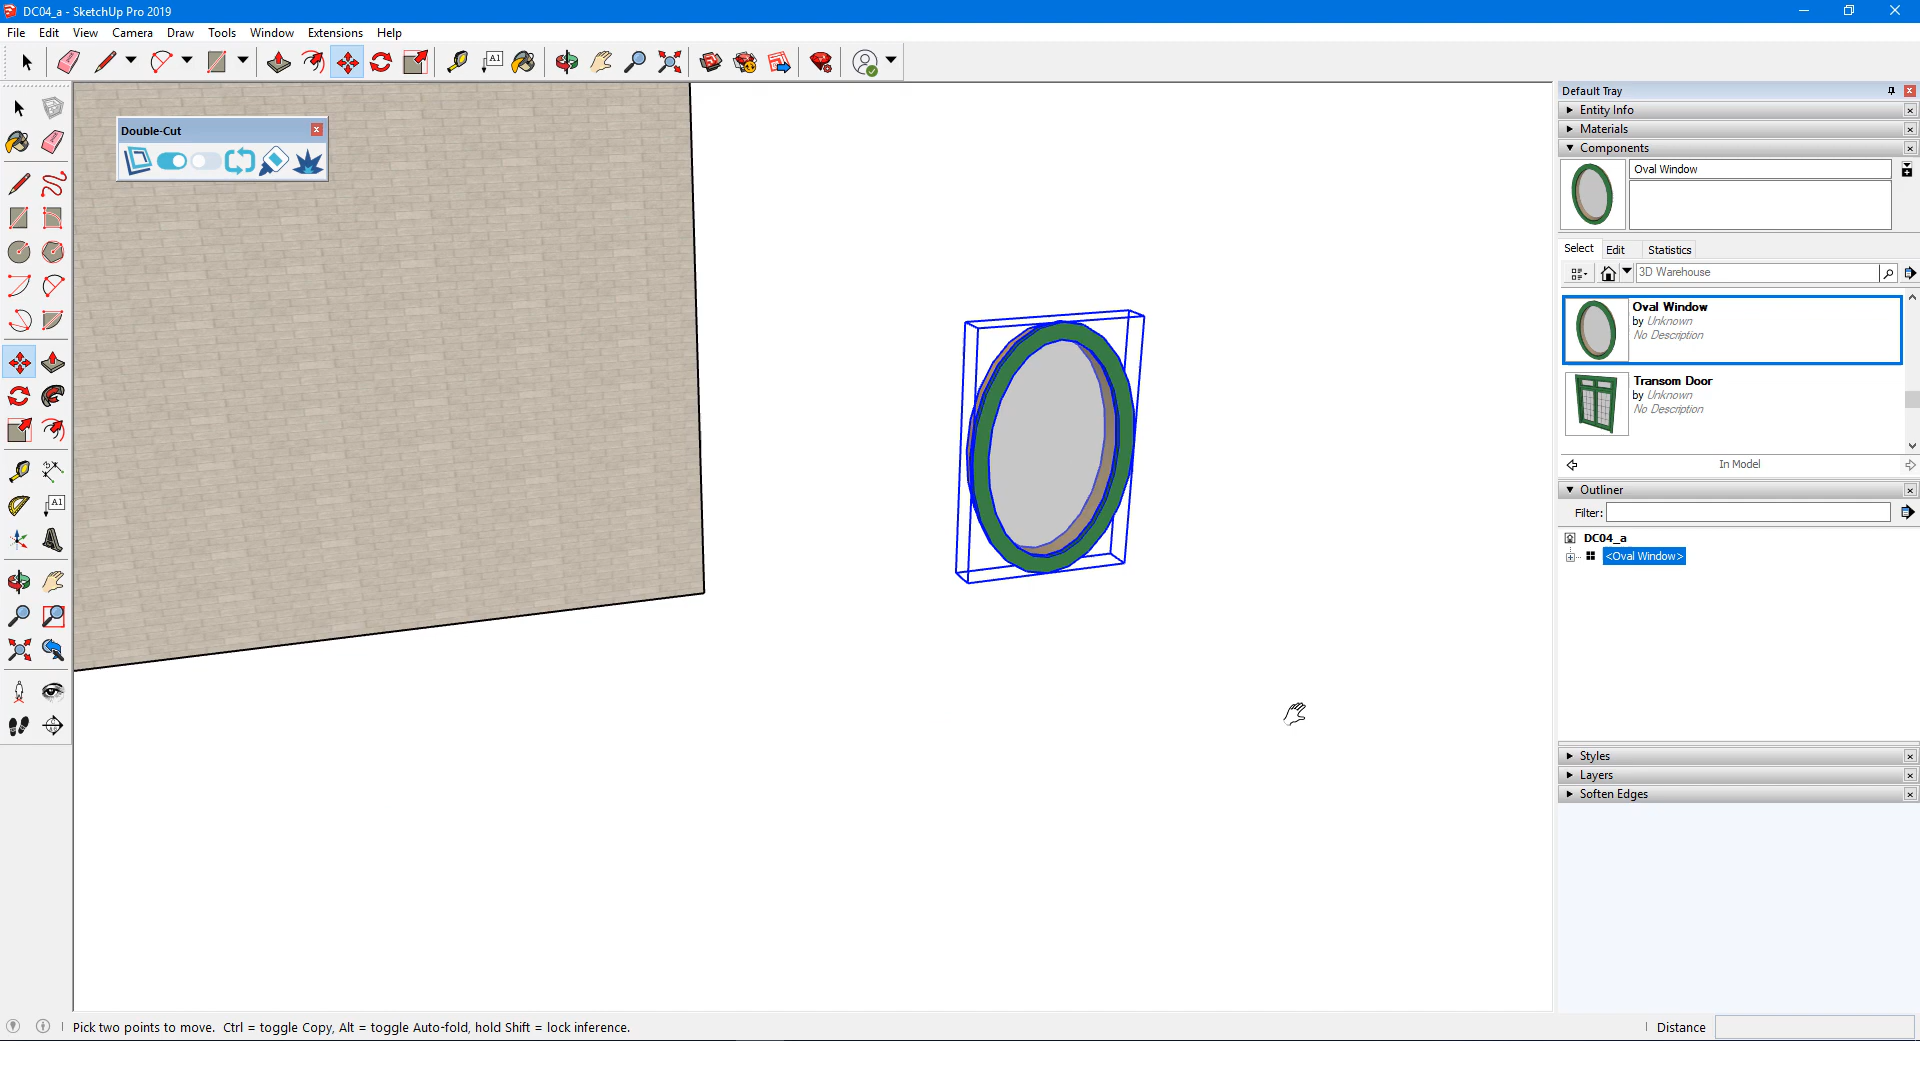 DC04_a - SketchUp Pro 2019
File Edit View Camera Draw Tools Window Extensions Help
A1
Default Tray
Entity Info
Materials
Components
Double-Cut
Oval Window
Select Edit Statistics
3D Warehouse
Oval Window
by Unknown
No Description
Transom Door
by Unknown
No Description
In Model
Outliner
Filter:
A1
DC04_a
<Oval Window>
Styles
Layers
Soften Edges
Pick two points to move. Ctrl = toggle Copy, Alt = toggle Auto-fold, hold Shift = lock inference.
Distance